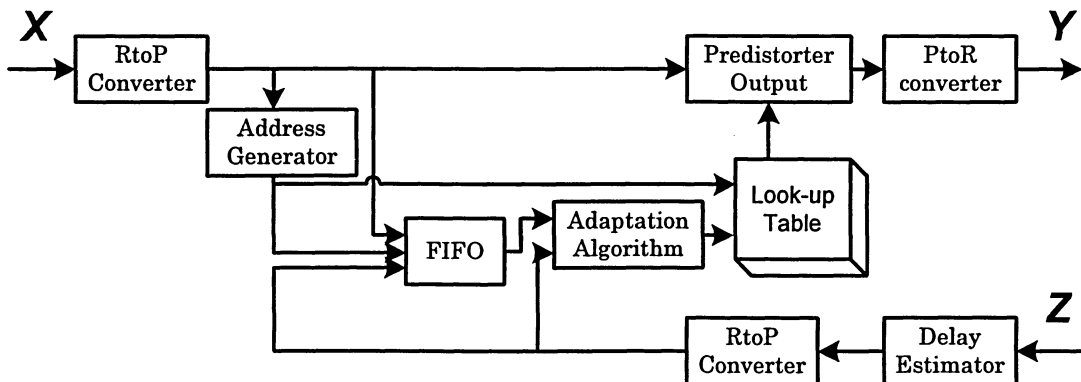 X
RtoP
Converter
Predistorter
Output
PtoR
converter
Y
Address
Generator
Look-up
Table
FIFO
Adaptation
Algorithm
RtoP
Converter
Delay
Estimator
Z